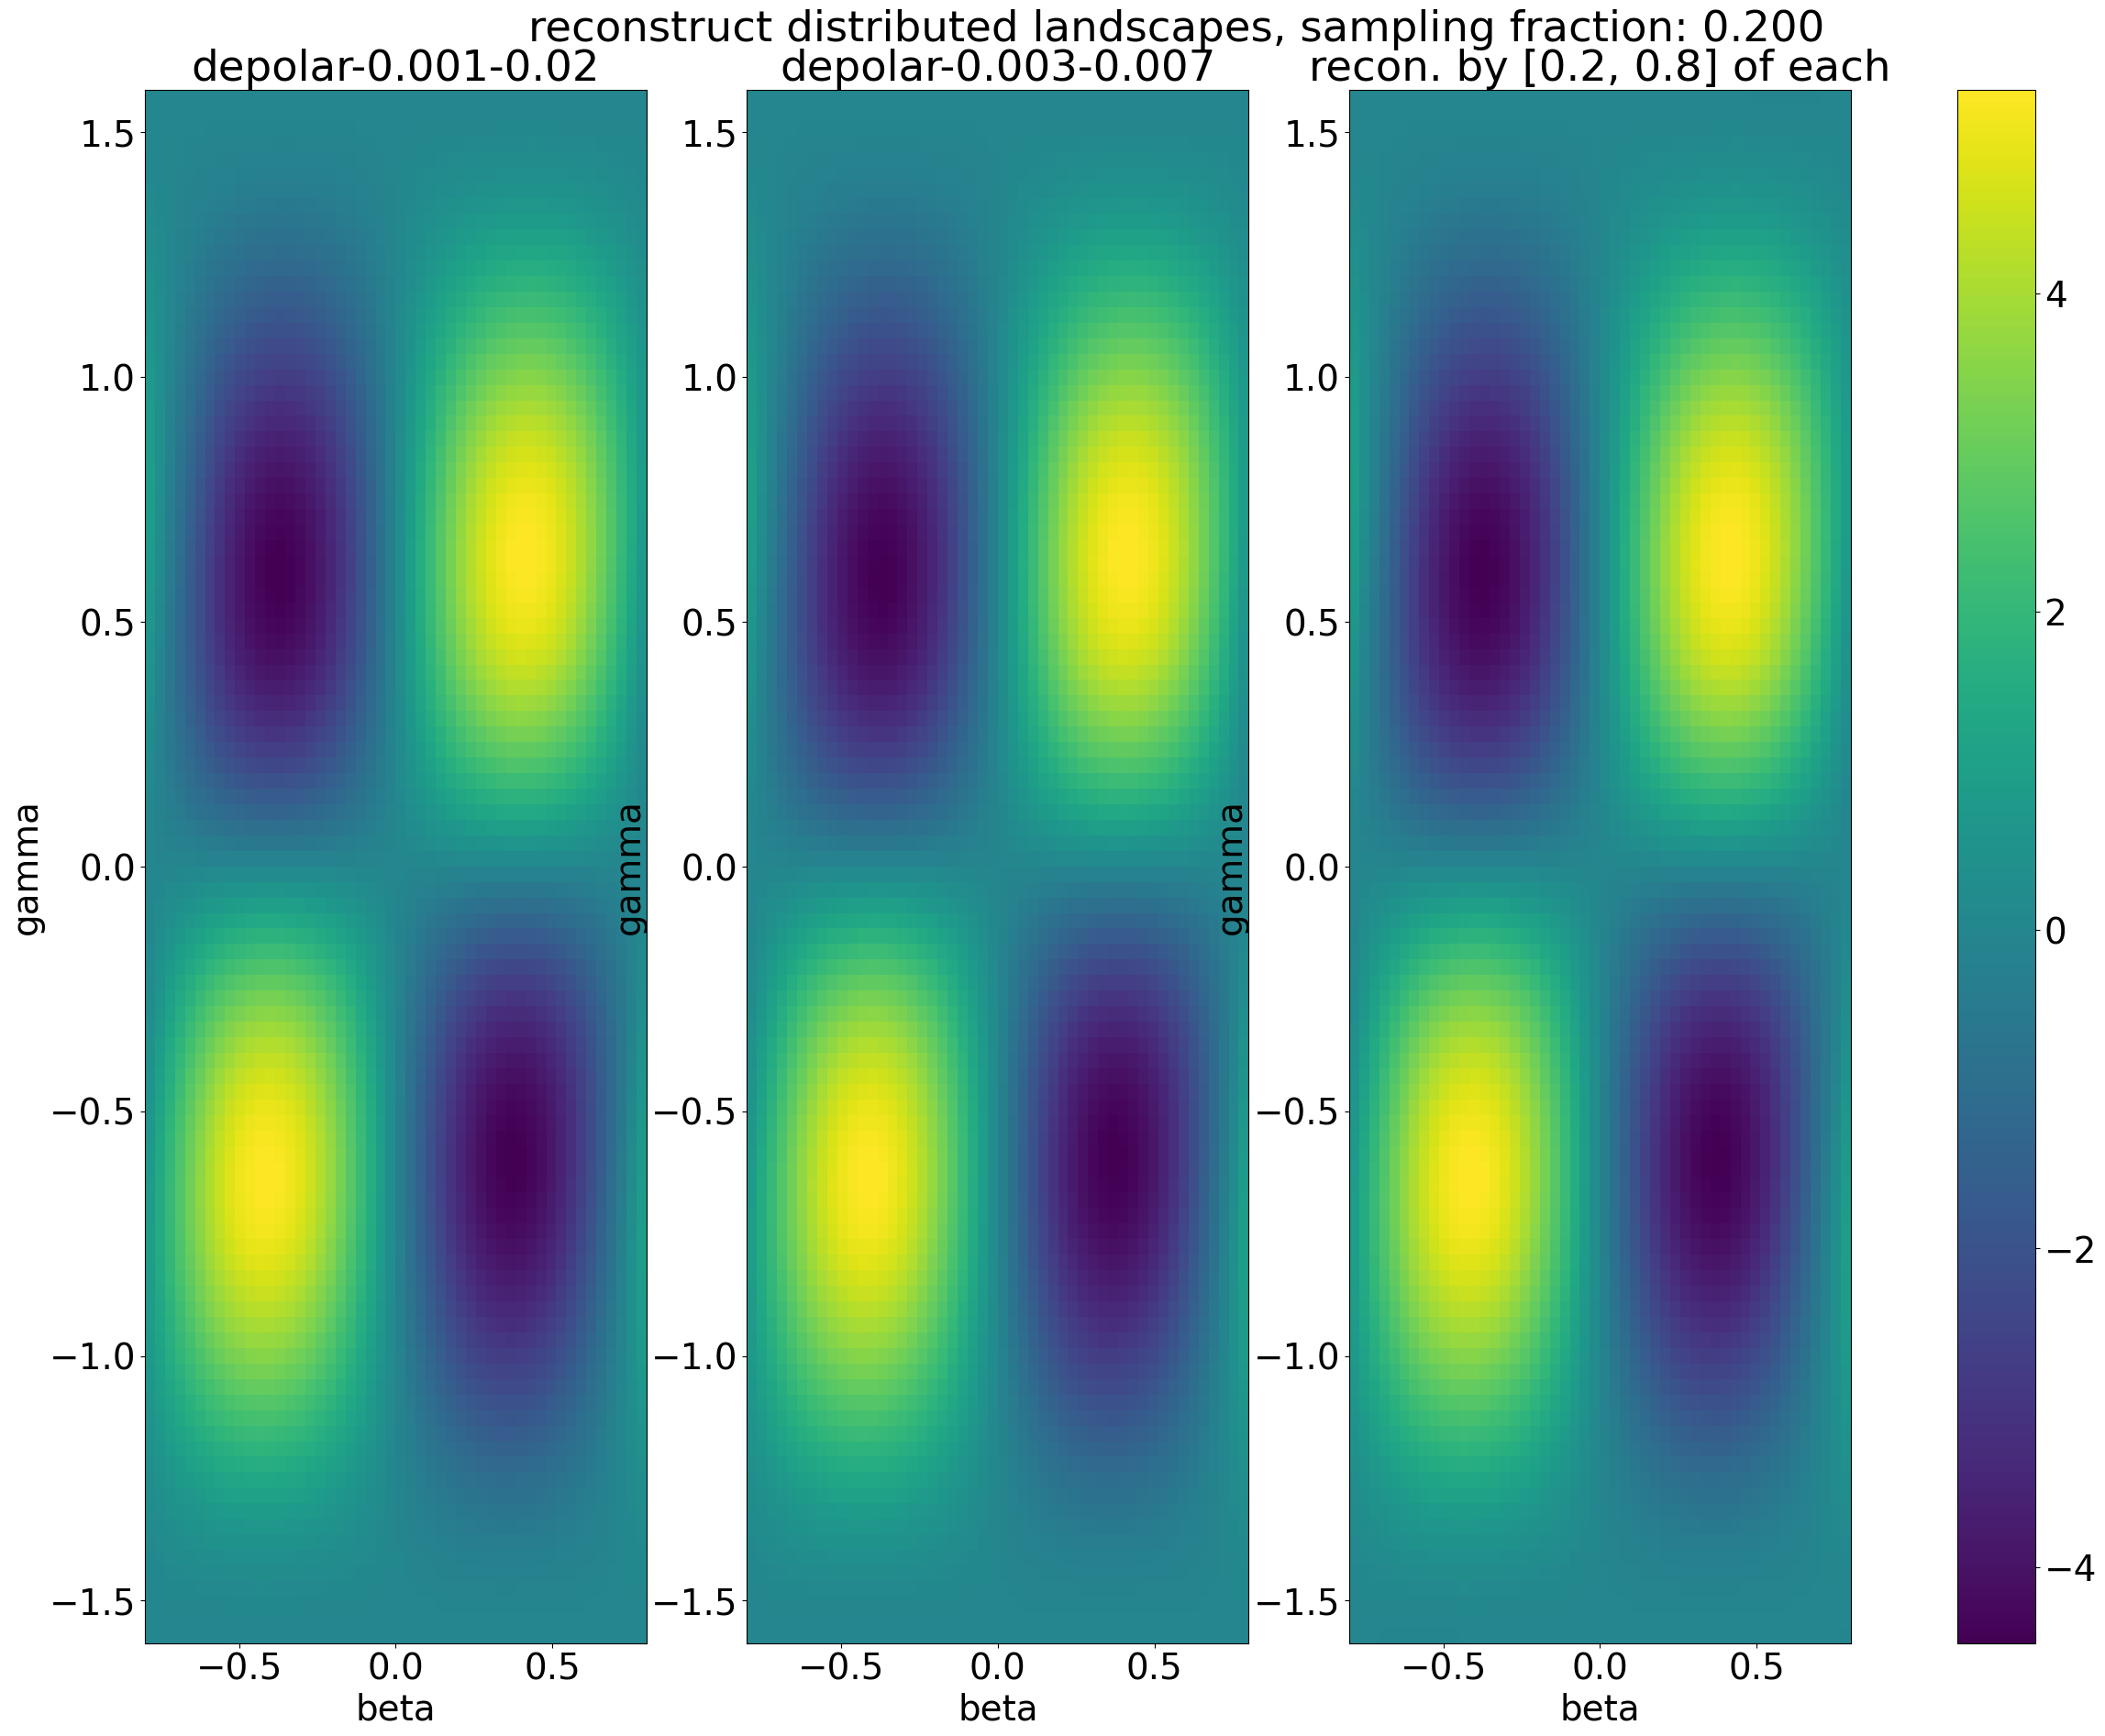 reconstruct distributed landscapes, sampling fraction: 0.200
depolar-0.001-0.02
depolar-0.003-0.007
recon. by [0.2, 0.8] of each
1.5
1.0
0.5
0.0
−0.5
−1.0
−1.5
gamma
−0.5 0.0 0.5
beta
1.5
1.0
0.5
0.0
−0.5
−1.0
−1.5
gamma
−0.5 0.0 0.5
beta
1.5
1.0
0.5
0.0
−0.5
−1.0
−1.5
gamma
−0.5 0.0 0.5
beta
4
2
0
−2
−4